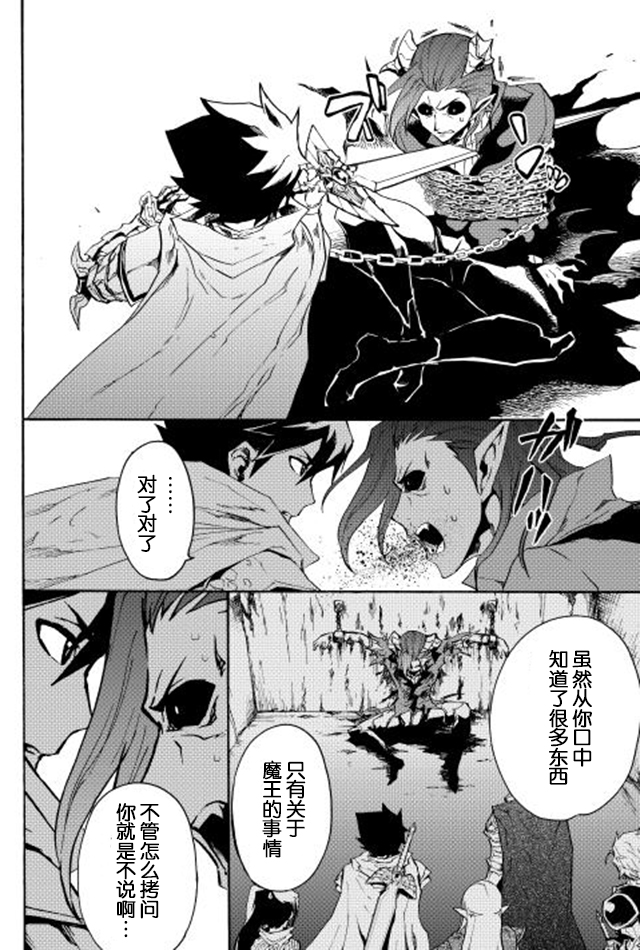 ……
对了对了
虽然从你口中
知道了很多东西
只有关于
魔王的事情
不管怎么拷问
你就是不说啊…